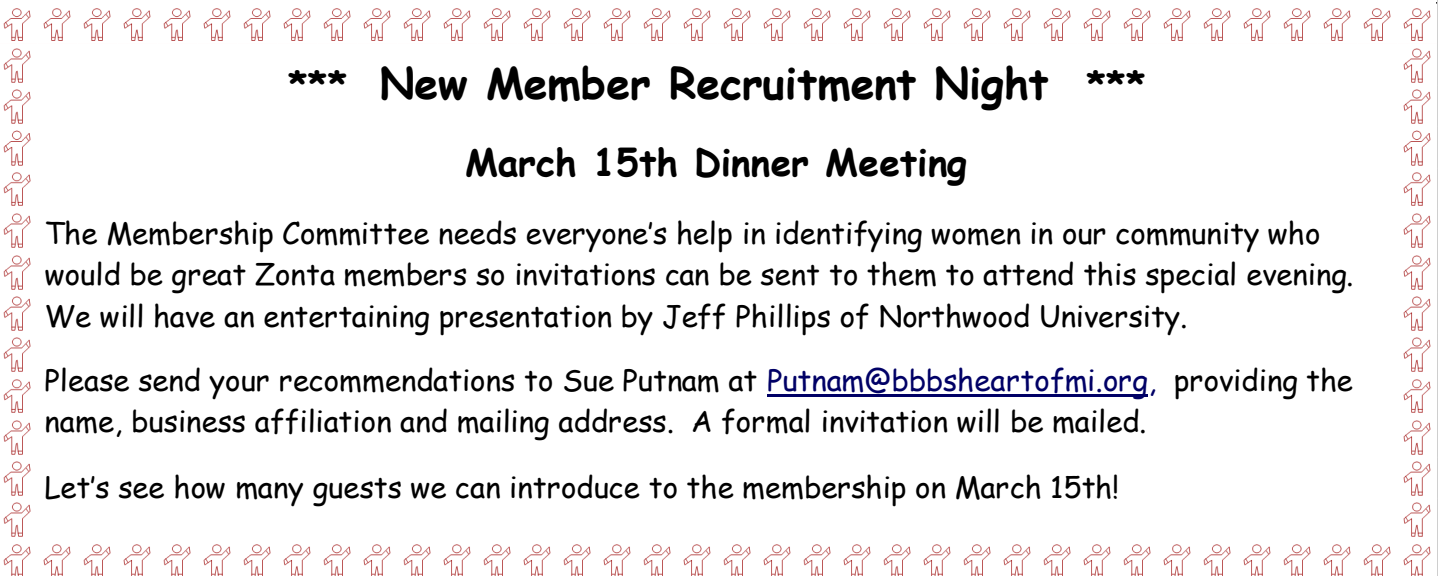 *** New Member Recruitment Night ***
March 15th Dinner Meeting
The Membership Committee needs everyone’s help in identifying women in our community who
would be great Zonta members so invitations can be sent to them to attend this special evening.
We will have an entertaining presentation by Jeff Phillips of Northwood University.
Please send your recommendations to Sue Putnam at Putnam@bbbsheartofmi.org, providing the
name, business affiliation and mailing address. A formal invitation will be mailed.
Let’s see how many guests we can introduce to the membership on March 15th!